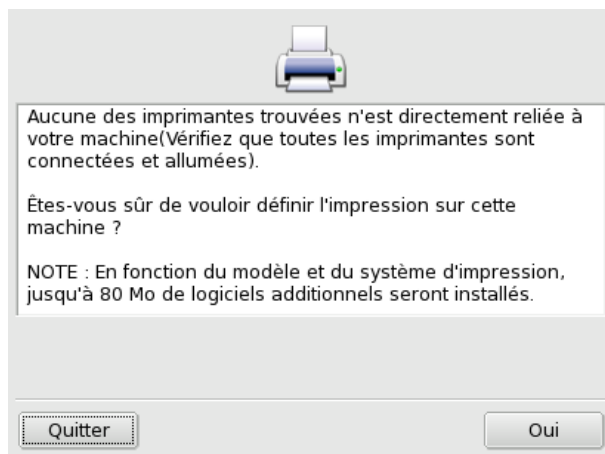 Aucune des imprimantes trouvées n'est directement reliée à
votre machine(Vérifiez que toutes les imprimantes sont
connectées et allumées).
Êtes-vous sûr de vouloir définir l'impression sur cette
machine ?
NOTE : En fonction du modèle et du système d'impression,
jusqu'à 80 Mo de logiciels additionnels seront installés.
Quitter
Oui